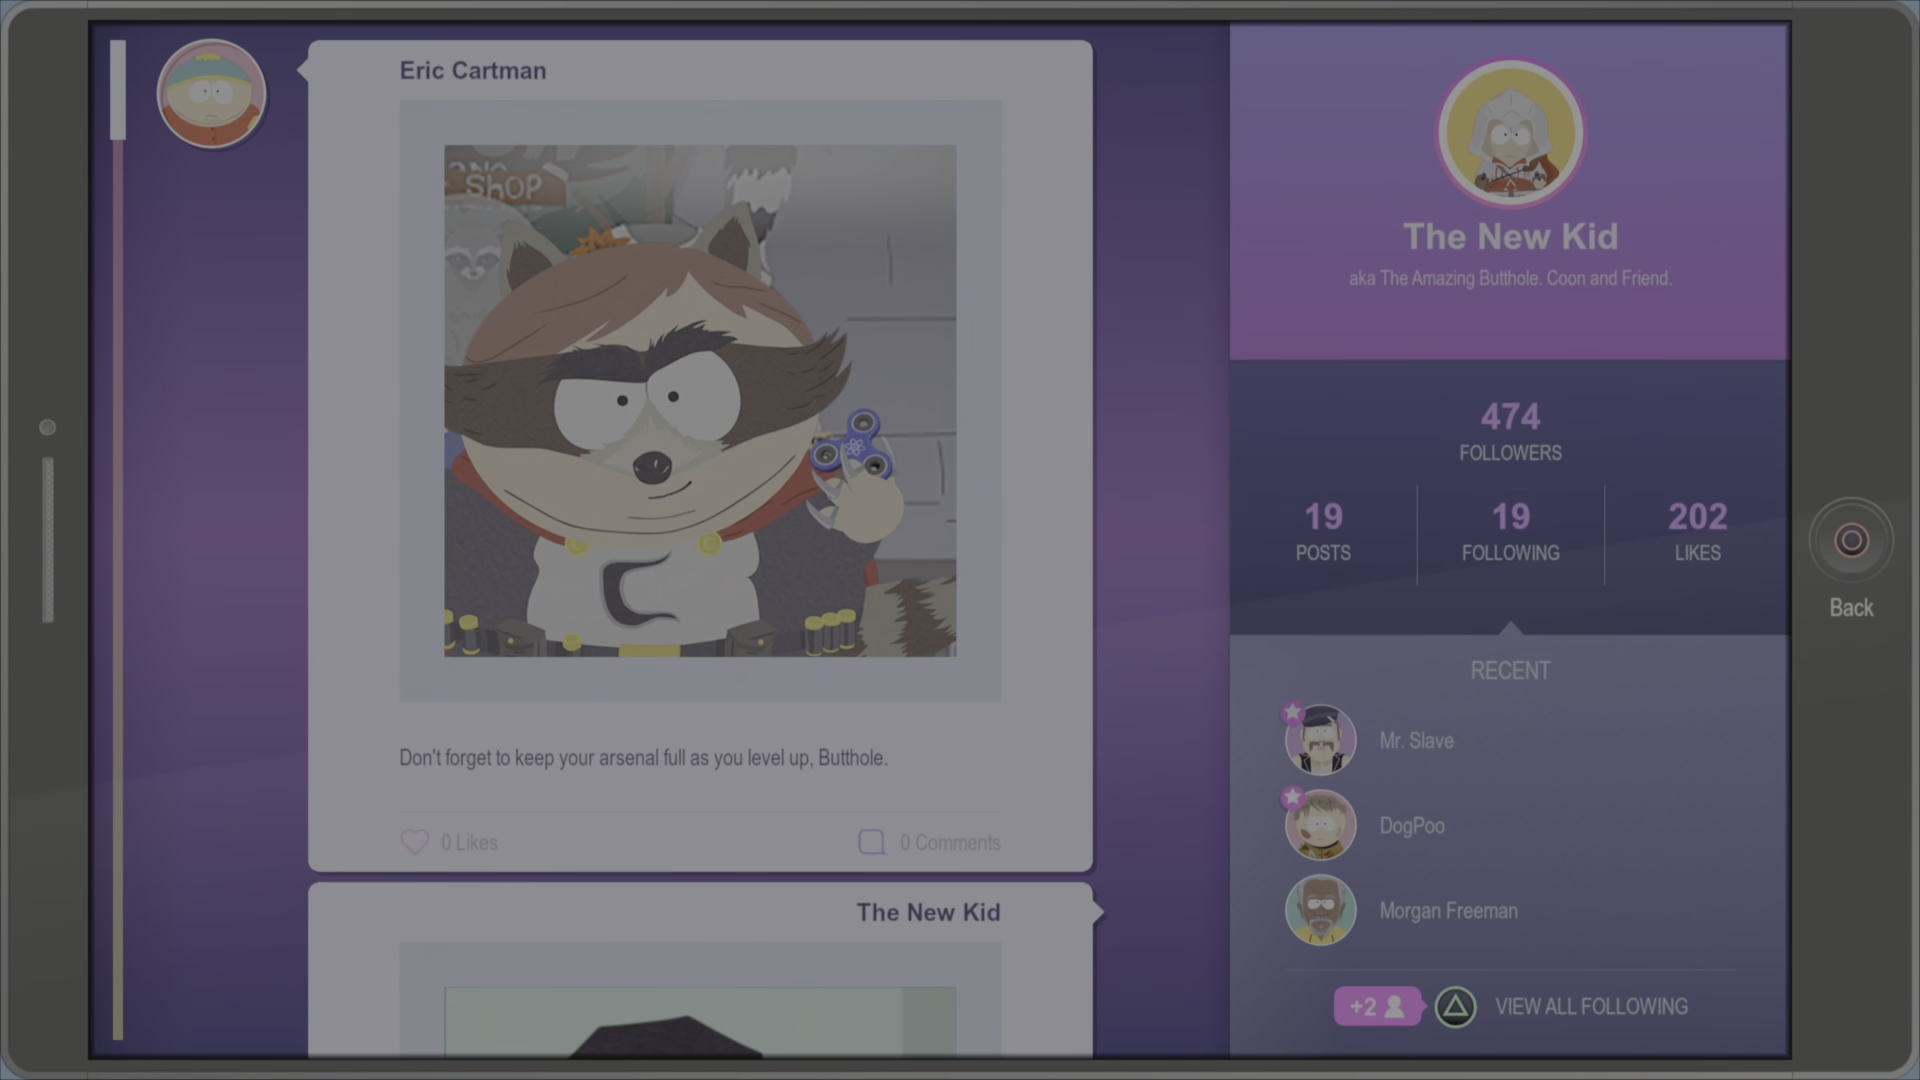 Eric Cartman
SHOP
Don't forget to keep your arsenal full as you level up, Butthole.
0 Likes
0 Comments
The New Kid
The New Kid
aka The Amazing Butthole. Coon and Friend.
474
FOLLOWERS
19
POSTS
19
FOLLOWING
202
LIKES
RECENT
Mr. Slave
DogPoo
Morgan Freeman
+2
VIEW ALL FOLLOWING
Back